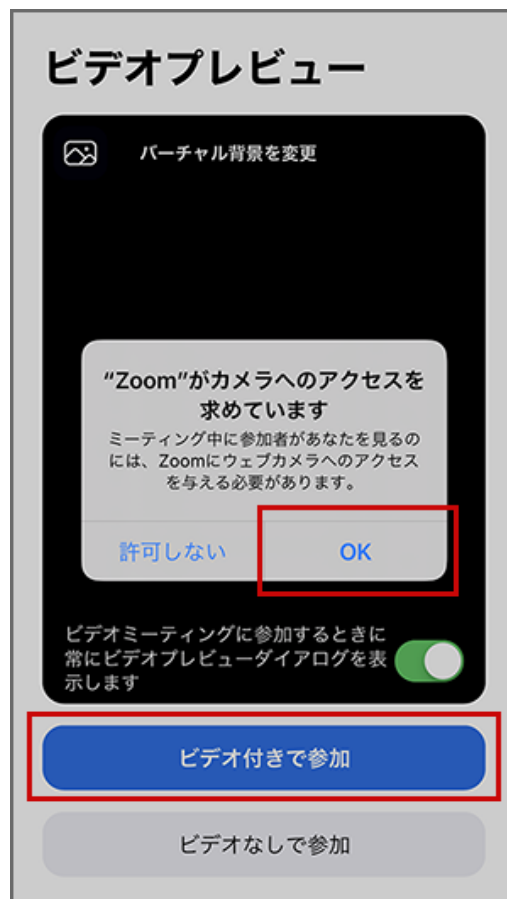 ビデオプレビュー
バーチャル背景を変更
“Zoom”がカメラへのアクセスを
求めています
ミーティング中に参加者があなたを見るの
には、Zoomにウェブカメラへのアクセス
を与える必要があります。
許可しない
OK
ビデオミーティングに参加するときに
常にビデオプレビューダイアログを表
示します
ビデオ付きで参加
ビデオなしで参加